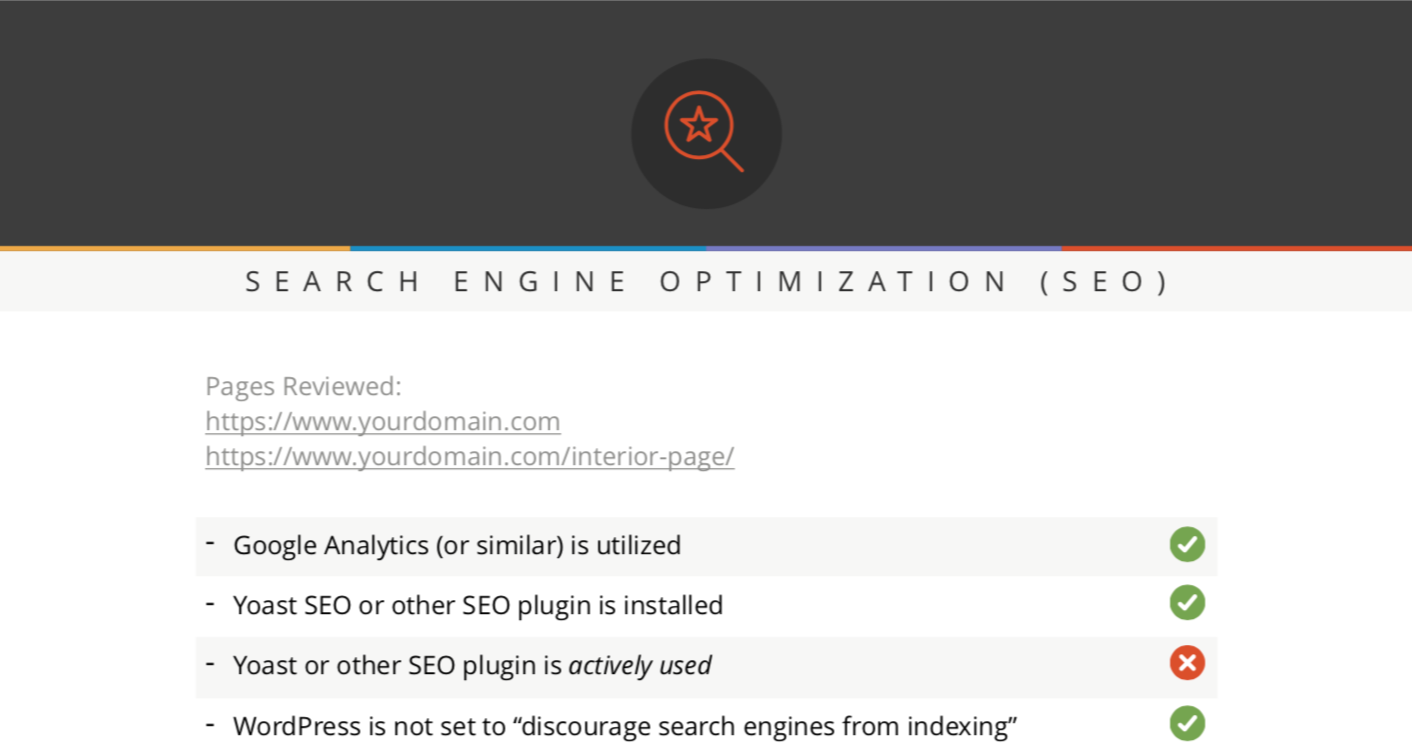 SEARCH ENGINE OPTIMIZATION (SEO)
Pages Reviewed:
https://www.yourdomain.com
https://www.yourdomain.com/interior-page/
- Google Analytics (or similar) is utilized
- Yoast SEO or other SEO plugin is installed
- Yoast or other SEO plugin is actively used
- WordPress is not set to “discourage search engines from indexing”